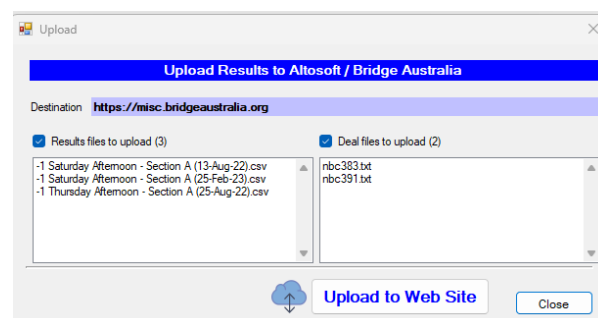 Upload
Upload Results to Altosoft / Bridge Australia
Destination https://misc.bridgeaustralia.org
Results files to upload (3)
-1 Saturday Afternoon - Section A (13-Aug-22).csv
-1 Saturday Afternoon - Section A (25-Feb-23).csv
-1 Thursday Afternoon - Section A (25-Aug-22).csv
Deal files to upload (2)
nbc383.txt
nbc391.txt
Upload to Web Site
Close